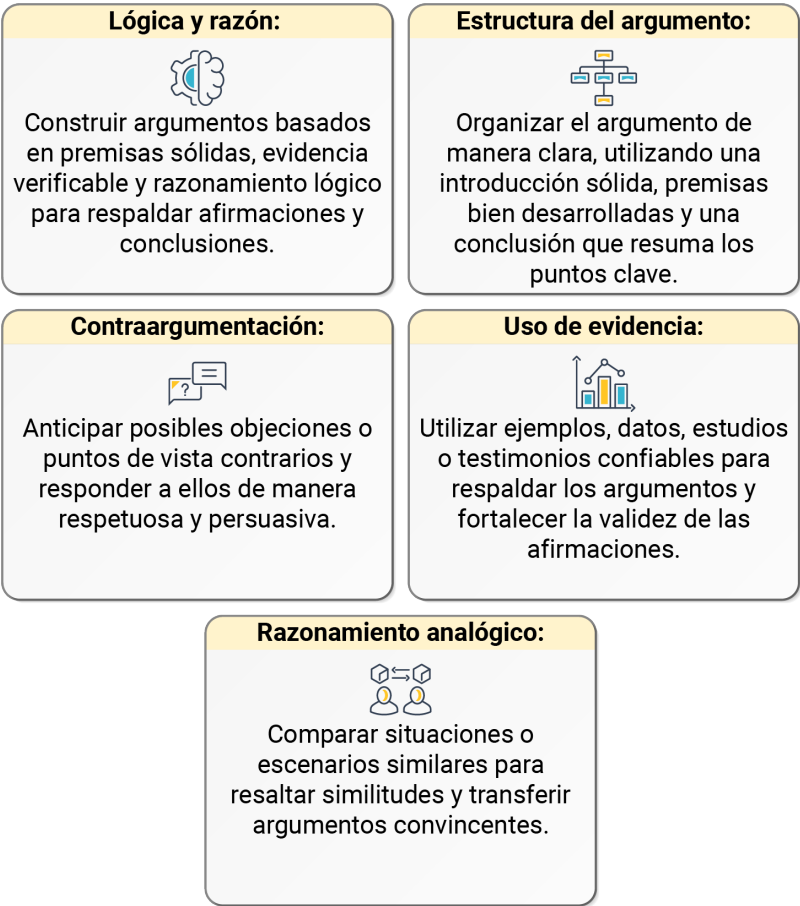 Lógica y razón:
Construir argumentos basados
en premisas sólidas, evidencia
verificable y razonamiento lógico
para respaldar afirmaciones y
conclusiones.
Estructura del argumento:
Organizar el argumento de
manera clara, utilizando una
introducción sólida, premisas
bien desarrolladas y una
conclusión que resuma los
puntos clave.
Contraargumentación:
?
Anticipar posibles objeciones o
puntos de vista contrarios y
responder a ellos de manera
respetuosa y persuasiva.
Uso de evidencia:
Utilizar ejemplos, datos, estudios
o testimonios confiables para
respaldar los argumentos y
fortalecer la validez de las
afirmaciones.
Razonamiento analógico:
Comparar situaciones o
escenarios similares para
resaltar similitudes y transferir
argumentos convincentes.